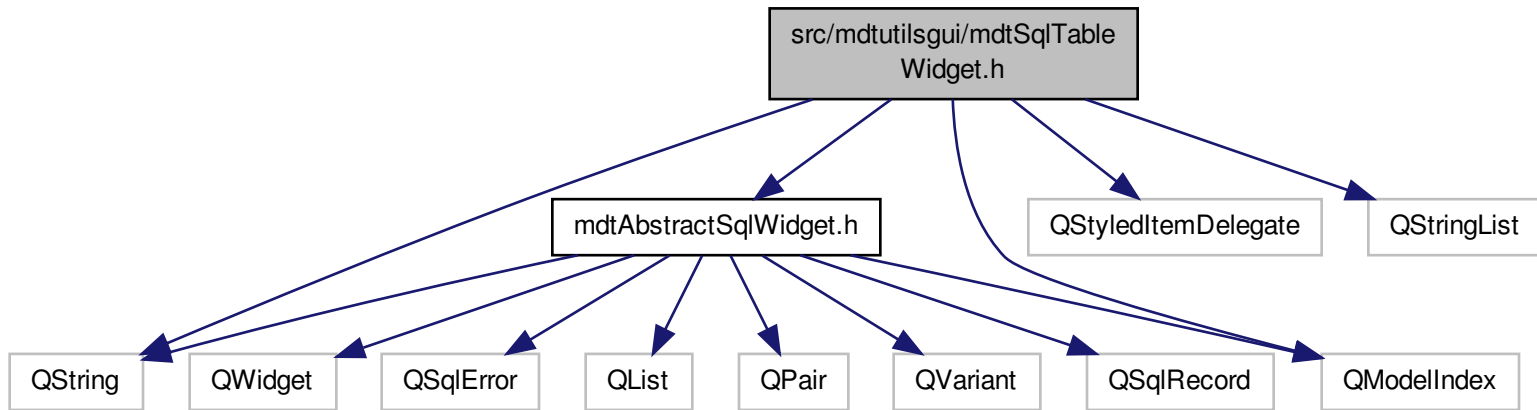 src/mdtutilsgui/mdtSqlTable
Widget.h
mdtAbstractSqlWidget.h
QStyledItemDelegate
QStringList
QString
QWidget
QSqlError
QList
QPair
QVariant
QSqlRecord
QModelIndex